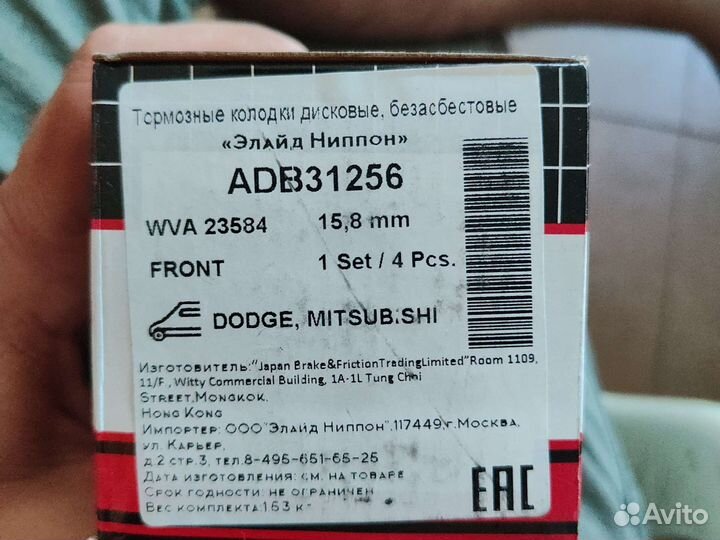 Тормозные колодки дисковые, безасбестовые
«Элайд Ниппон»
ADB31256
WVA 23584 15,8 mm
FRONT 1 Set / 4 Pcs.
DODGE, MITSUBISHI
Изготовитель:"Japan Brake&FrictionTradingLimited"Room 1109,
11/F , Witty Commercial Building, 1A-1L Tung Choi
Street,Mongkok,
Hong Kong
Импортер: ООО"Элайд Ниппон",117449,г.Москва,
ул. Карьер,
д.2 стр.3, тел.8-495-651-65-25
Дата изготовления: см. на товаре
Срок годности: не ограничен
Вес комплекта
EAC
Avito